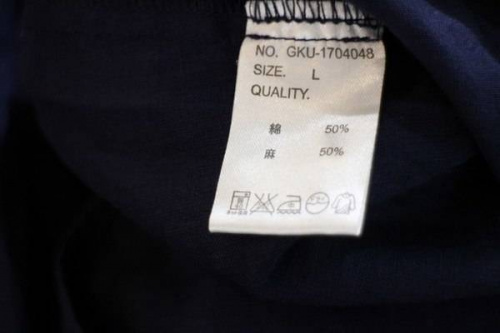 NO. GKU-1704048
SIZE. L
QUALITY.
綿 50%
麻 50%